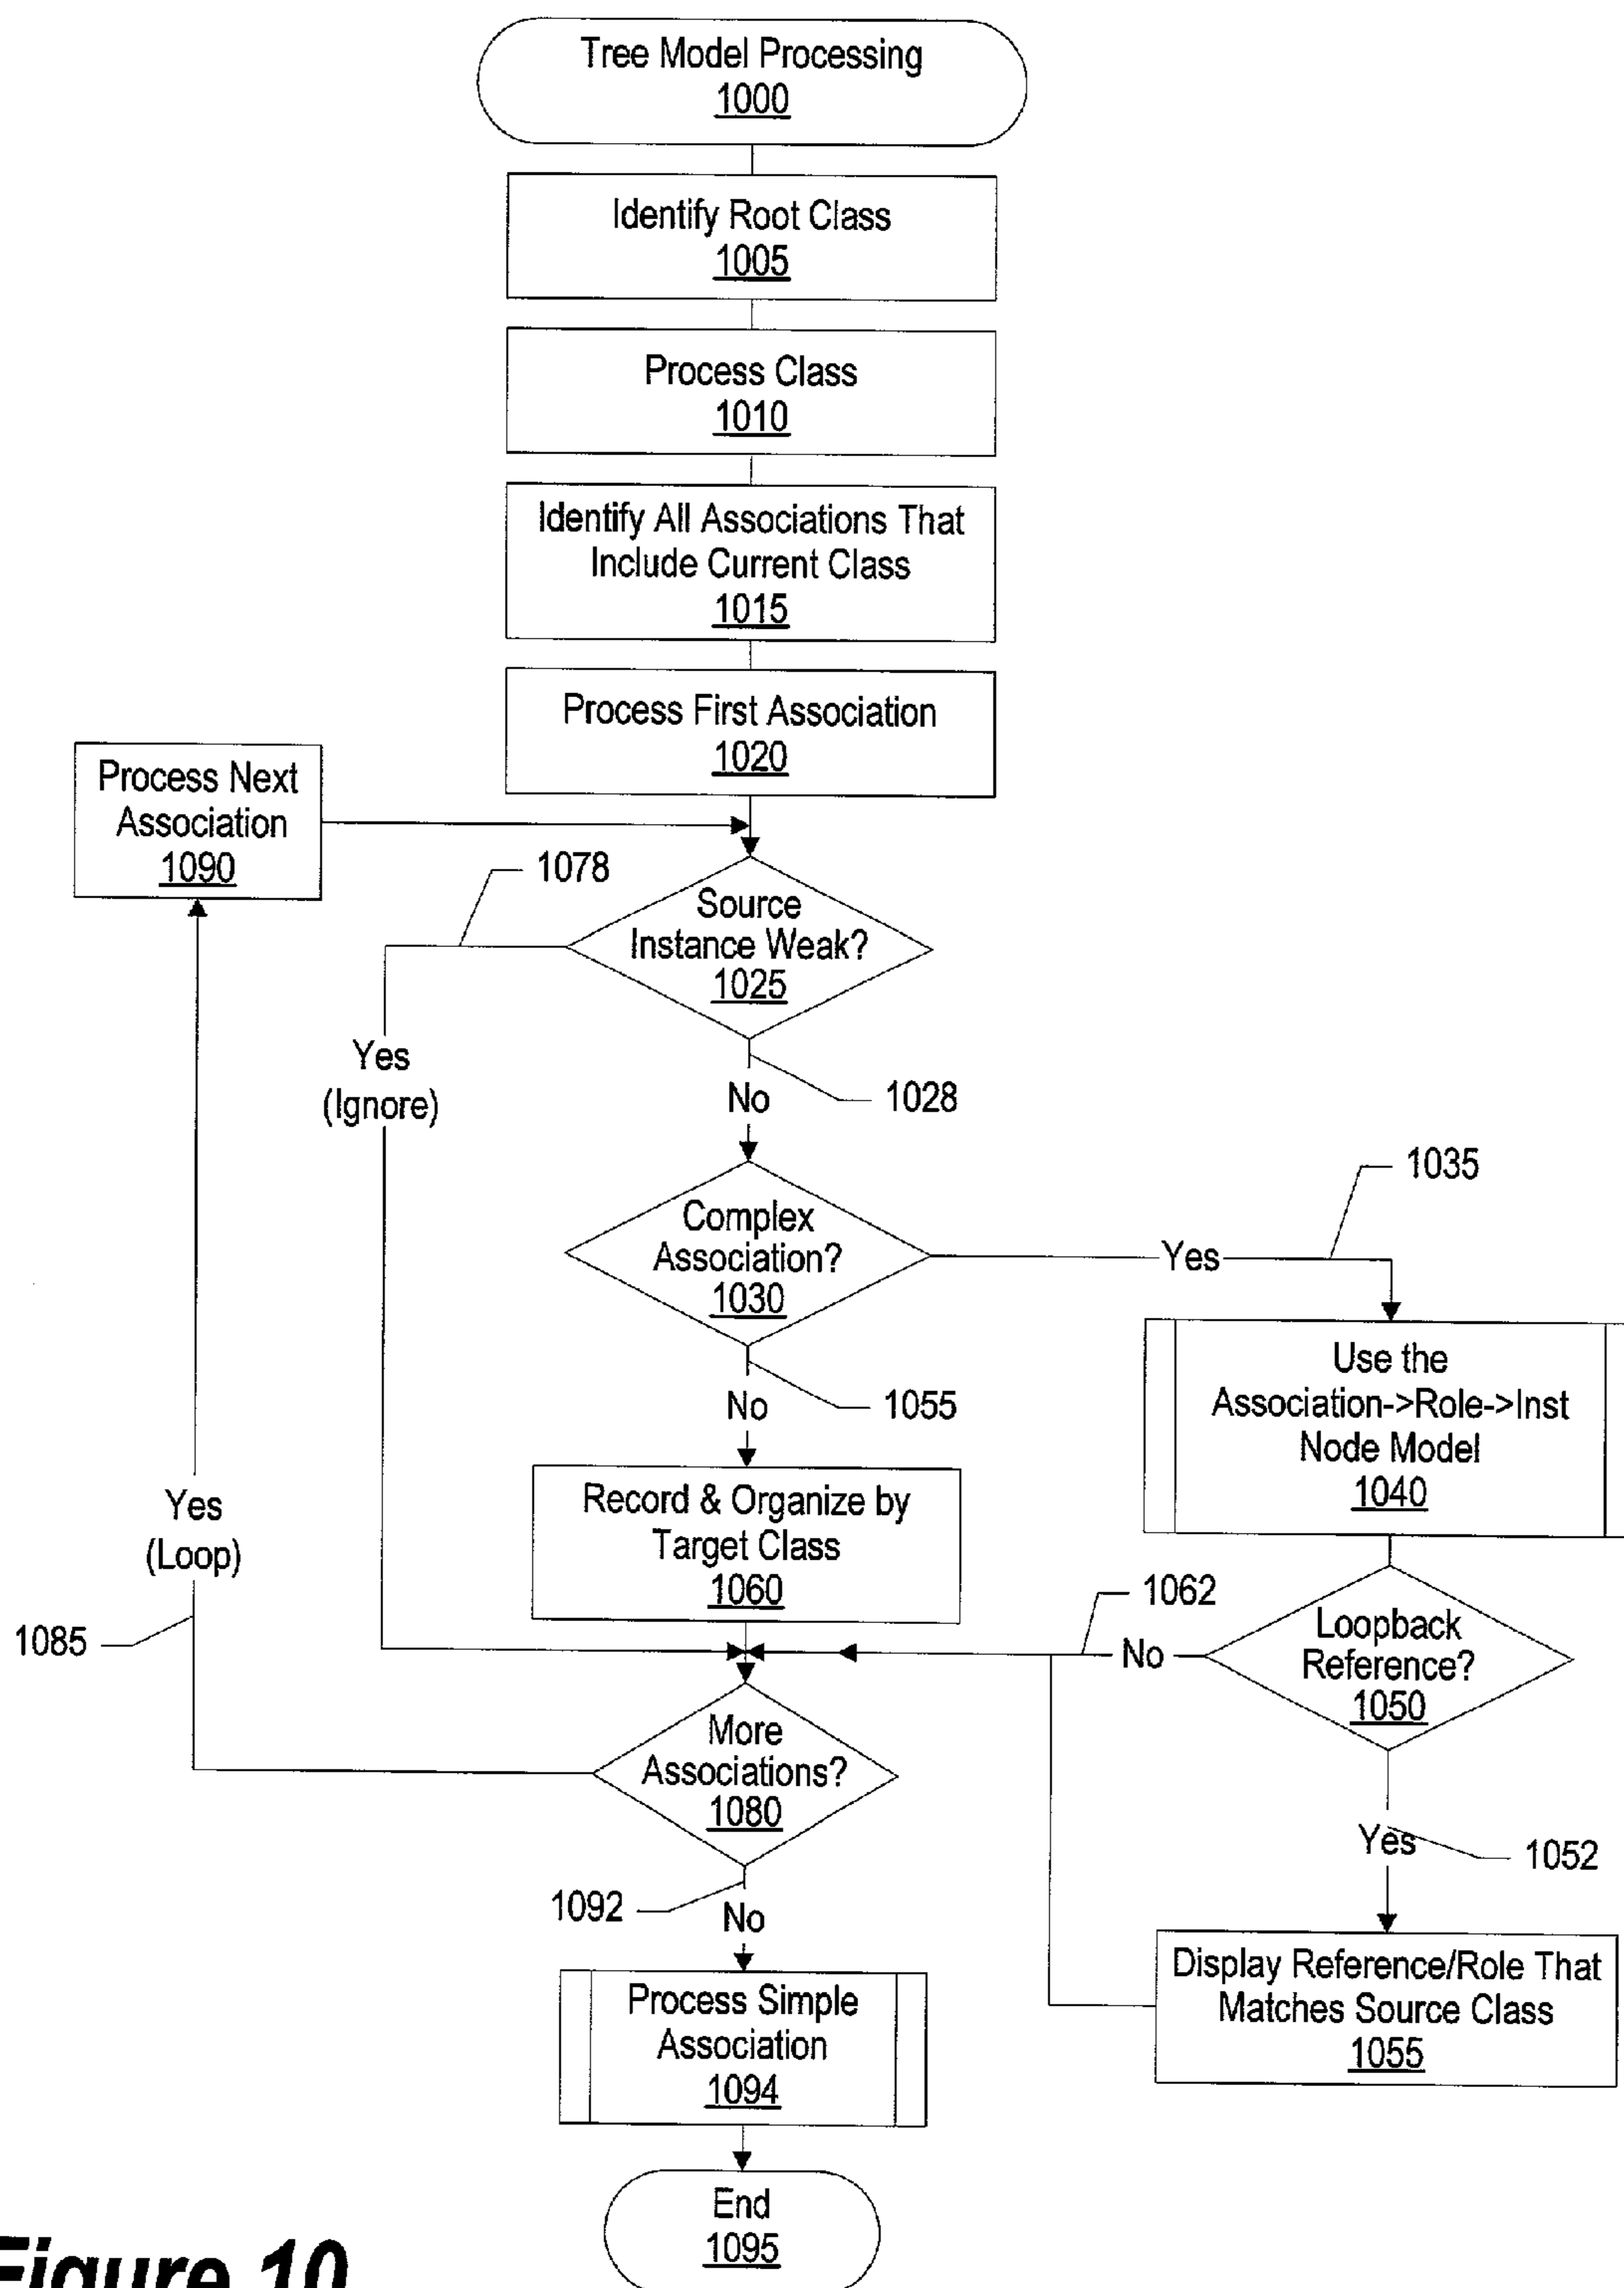 Tree Model Processing
1000
Identify Root Class
1005
Process Class
1010
Identify All Associations That
Include Current Class
1015
Process First Association
1020
Process Next
Association
1090
1078
Source
Instance Weak?
1025
Yes
(Ignore)
No
1028
1035
Complex
Association?
1030
Yes
Use the
Association->Role->Inst
Node Model
1040
No
1055
Record & Organize by
Target Class
1060
Yes
(Loop)
1085
1062
Loopback
Reference?
1050
No
More
Associations?
1080
Yes
1052
1092
No
Display Reference/Role That
Matches Source Class
1055
Process Simple
Association
1094
End
1095
Figure 10